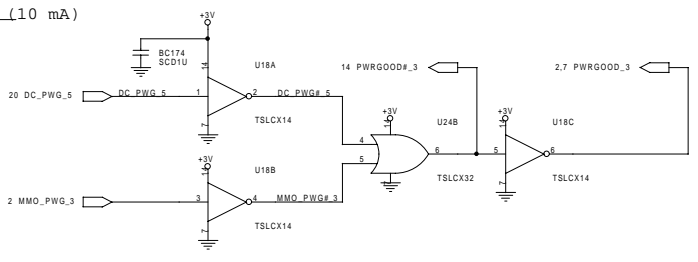 (10 mA)
+3V
BC174
SCD1U
14
U18A
20 DC_PWG_5
DC_PWG_5
1
2
DC_PWG#_5
7
TSLCX14
14 PWRGOOD#_3
2,7 PWRGOOD_3
+3V
14
U24B
4
5
6
7
TSLCX32
+3V
14
U18C
5
6
7
TSLCX14
+3V
14
U18B
2 MMO_PWG_3
3
4
MMO_PWG#_3
7
TSLCX14